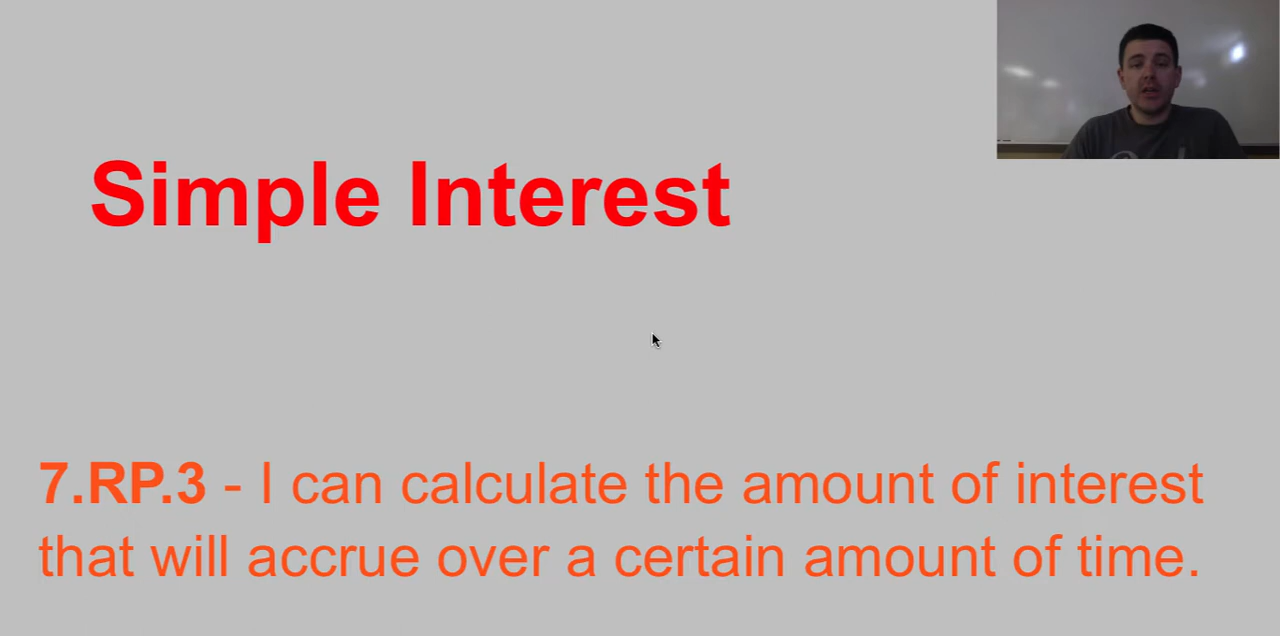 Simple Interest
7.RP.3 - I can calculate the amount of interest
that will accrue over a certain amount of time.